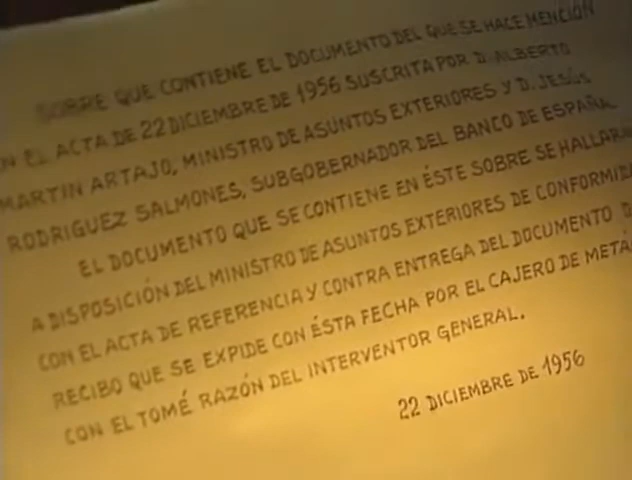 SOBRE QUE CONTIENE EL DOCUMENTO DEL QUE SE HACE MENCIÓN
N EL ACTA DE 22 DICIEMBRE DE 1956 SUSCRITA POR D. ALBERTO
MARTIN ARTAJO, MINISTRO DE ASUNTOS EXTERIORES Y D. JESÚS
RODRIGUEZ SALMONES, SUBGOBERNADOR DEL BANCO DE ESPAÑA.
EL DOCUMENTO QUE SE CONTIENE EN ÉSTE SOBRE SE HALLARA
A DISPOSICIÓN DEL MINISTRO DE ASUNTOS EXTERIORES DE CONFORMIDA
CON EL ACTA DE REFERENCIA Y CONTRA ENTREGA DEL DOCUMENTO D
RECIBO QUE SE EXPIDE CON ÉSTA FECHA POR EL CAJERO DE METÁ
CON EL TOMÉ RAZÓN DEL INTERVENTOR GENERAL.
22 DICIEMBRE DE 1956